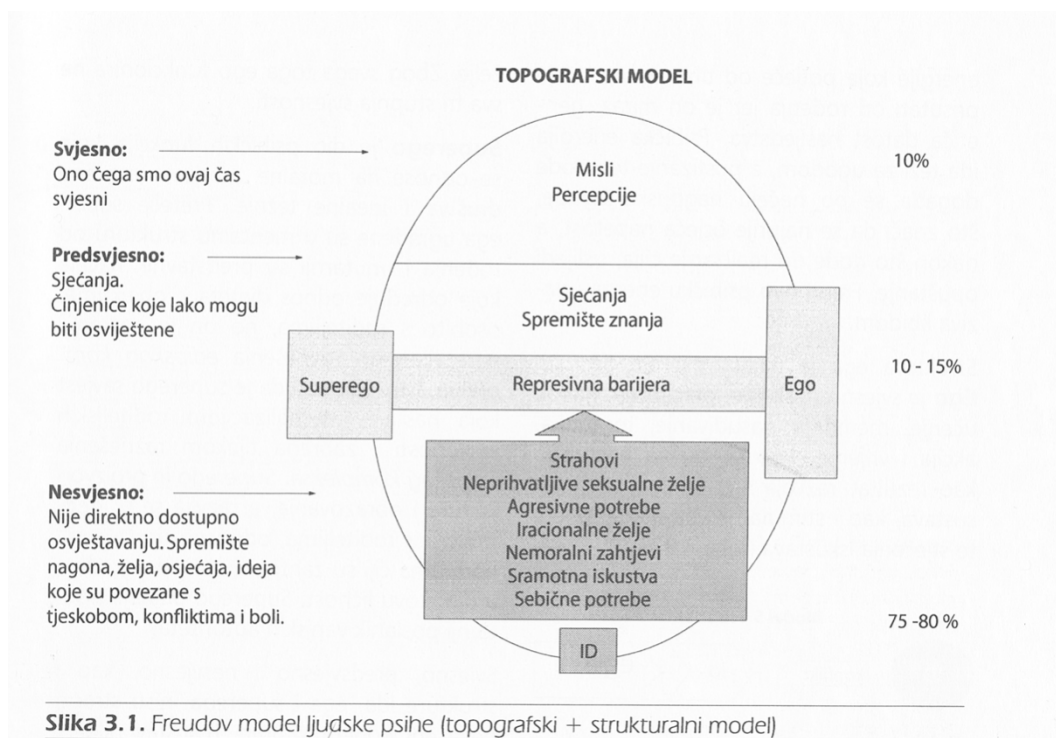 TOPOGRAFSKI MODEL
Svjesno:
Ono čega smo ovaj čas
svjesni
Misli
Percepcije
10%
Predsvjesno:
Sjećanja.
Činjenice koje lako mogu
biti osviještene
Sjećanja
Spremište znanja
10 - 15%
Superego
Represivna barijera
Ego
Nesvjesno:
Nije direktno dostupno
osvještavanju. Spremište
nagona, želja, osjećaja, ideja
koje su povezane s
tjeskobom, konfliktima i boli.
Strahovi
Neprihvatljive seksualne želje
Agresivne potrebe
Iracionalne želje
Nemoralni zahtjevi
Sramotna iskustva
Sebične potrebe
75 -80 %
ID
Slika 3.1. Freudov model ljudske psihe (topografski + strukturalni model)